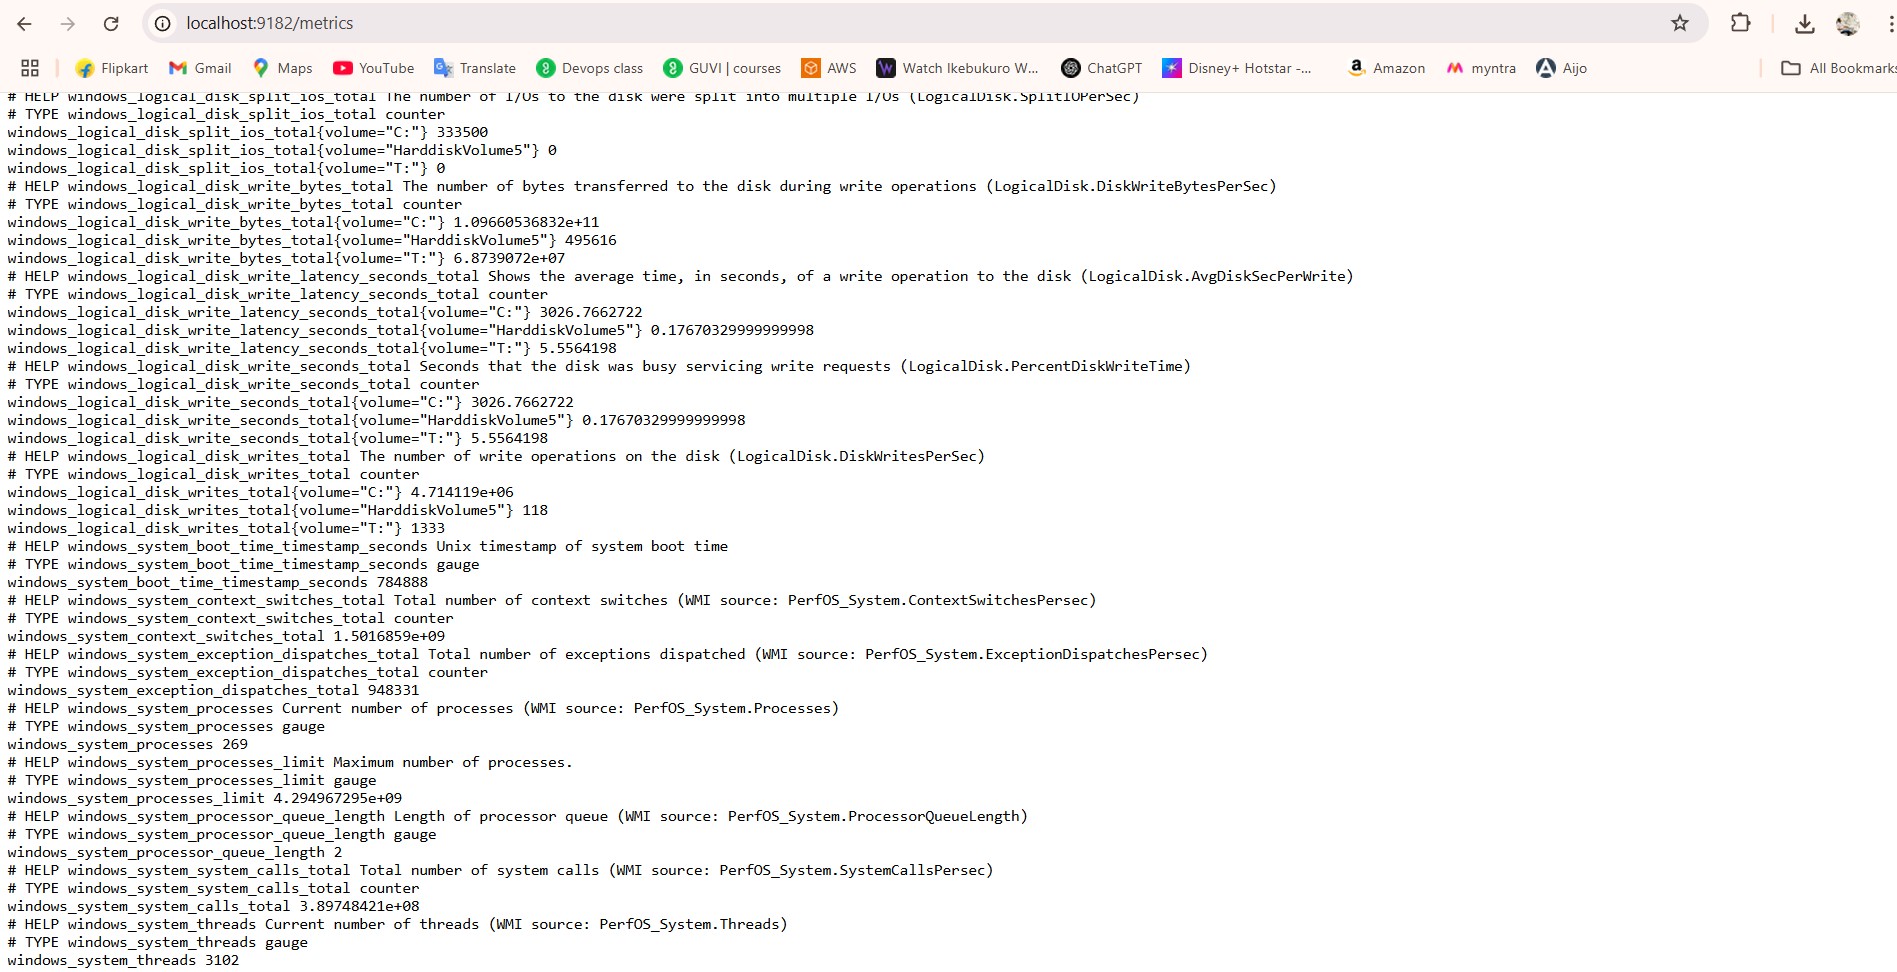 localhost:9182/metrics
Flipkart Gmail Maps YouTube Translate Devops class GUVI | courses AWS Watch Ikebukuro W... ChatGPT Disney+ Hotstar -... Amazon myntra Aijo All Bookmarks
# HELP windows_logical_disk_split_ios_total The number of I/Os to the disk were split into multiple I/Os (LogicalDisk.SplitIOPerSec)
# TYPE windows_logical_disk_split_ios_total counter
windows_logical_disk_split_ios_total{volume="C:"} 333500
windows_logical_disk_split_ios_total{volume="HarddiskVolume5"} 0
windows_logical_disk_split_ios_total{volume="T:"} 0
# HELP windows_logical_disk_write_bytes_total The number of bytes transferred to the disk during write operations (LogicalDisk.DiskWriteBytesPerSec)
# TYPE windows_logical_disk_write_bytes_total counter
windows_logical_disk_write_bytes_total{volume="C:"} 1.09660536832e+11
windows_logical_disk_write_bytes_total{volume="HarddiskVolume5"} 495616
windows_logical_disk_write_bytes_total{volume="T:"} 6.8739072e+07
# HELP windows_logical_disk_write_latency_seconds_total Shows the average time, in seconds, of a write operation to the disk (LogicalDisk.AvgDiskSecPerWrite)
# TYPE windows_logical_disk_write_latency_seconds_total counter
windows_logical_disk_write_latency_seconds_total{volume="C:"} 3026.7662722
windows_logical_disk_write_latency_seconds_total{volume="HarddiskVolume5"} 0.17670329999999998
windows_logical_disk_write_latency_seconds_total{volume="T:"} 5.5564198
# HELP windows_logical_disk_write_seconds_total Seconds that the disk was busy servicing write requests (LogicalDisk.PercentDiskWriteTime)
# TYPE windows_logical_disk_write_seconds_total counter
windows_logical_disk_write_seconds_total{volume="C:"} 3026.7662722
windows_logical_disk_write_seconds_total{volume="HarddiskVolume5"} 0.17670329999999998
windows_logical_disk_write_seconds_total{volume="T:"} 5.5564198
# HELP windows_logical_disk_writes_total The number of write operations on the disk (LogicalDisk.DiskWritesPerSec)
# TYPE windows_logical_disk_writes_total counter
windows_logical_disk_writes_total{volume="C:"} 4.714119e+06
windows_logical_disk_writes_total{volume="HarddiskVolume5"} 118
windows_logical_disk_writes_total{volume="T:"} 1333
# HELP windows_system_boot_time_timestamp_seconds Unix timestamp of system boot time
# TYPE windows_system_boot_time_timestamp_seconds gauge
windows_system_boot_time_timestamp_seconds 784888
# HELP windows_system_context_switches_total Total number of context switches (WMI source: PerfOS_System.ContextSwitchesPersec)
# TYPE windows_system_context_switches_total counter
windows_system_context_switches_total 1.5016859e+09
# HELP windows_system_exception_dispatches_total Total number of exceptions dispatched (WMI source: PerfOS_System.ExceptionDispatchesPersec)
# TYPE windows_system_exception_dispatches_total counter
windows_system_exception_dispatches_total 948331
# HELP windows_system_processes Current number of processes (WMI source: PerfOS_System.Processes)
# TYPE windows_system_processes gauge
windows_system_processes 269
# HELP windows_system_processes_limit Maximum number of processes.
# TYPE windows_system_processes_limit gauge
windows_system_processes_limit 4.294967295e+09
# HELP windows_system_processor_queue_length Length of processor queue (WMI source: PerfOS_System.ProcessorQueueLength)
# TYPE windows_system_processor_queue_length gauge
windows_system_processor_queue_length 2
# HELP windows_system_system_calls_total Total number of system calls (WMI source: PerfOS_System.SystemCallsPersec)
# TYPE windows_system_system_calls_total counter
windows_system_system_calls_total 3.89748421e+08
# HELP windows_system_threads Current number of threads (WMI source: PerfOS_System.Threads)
# TYPE windows_system_threads gauge
windows_system_threads 3102